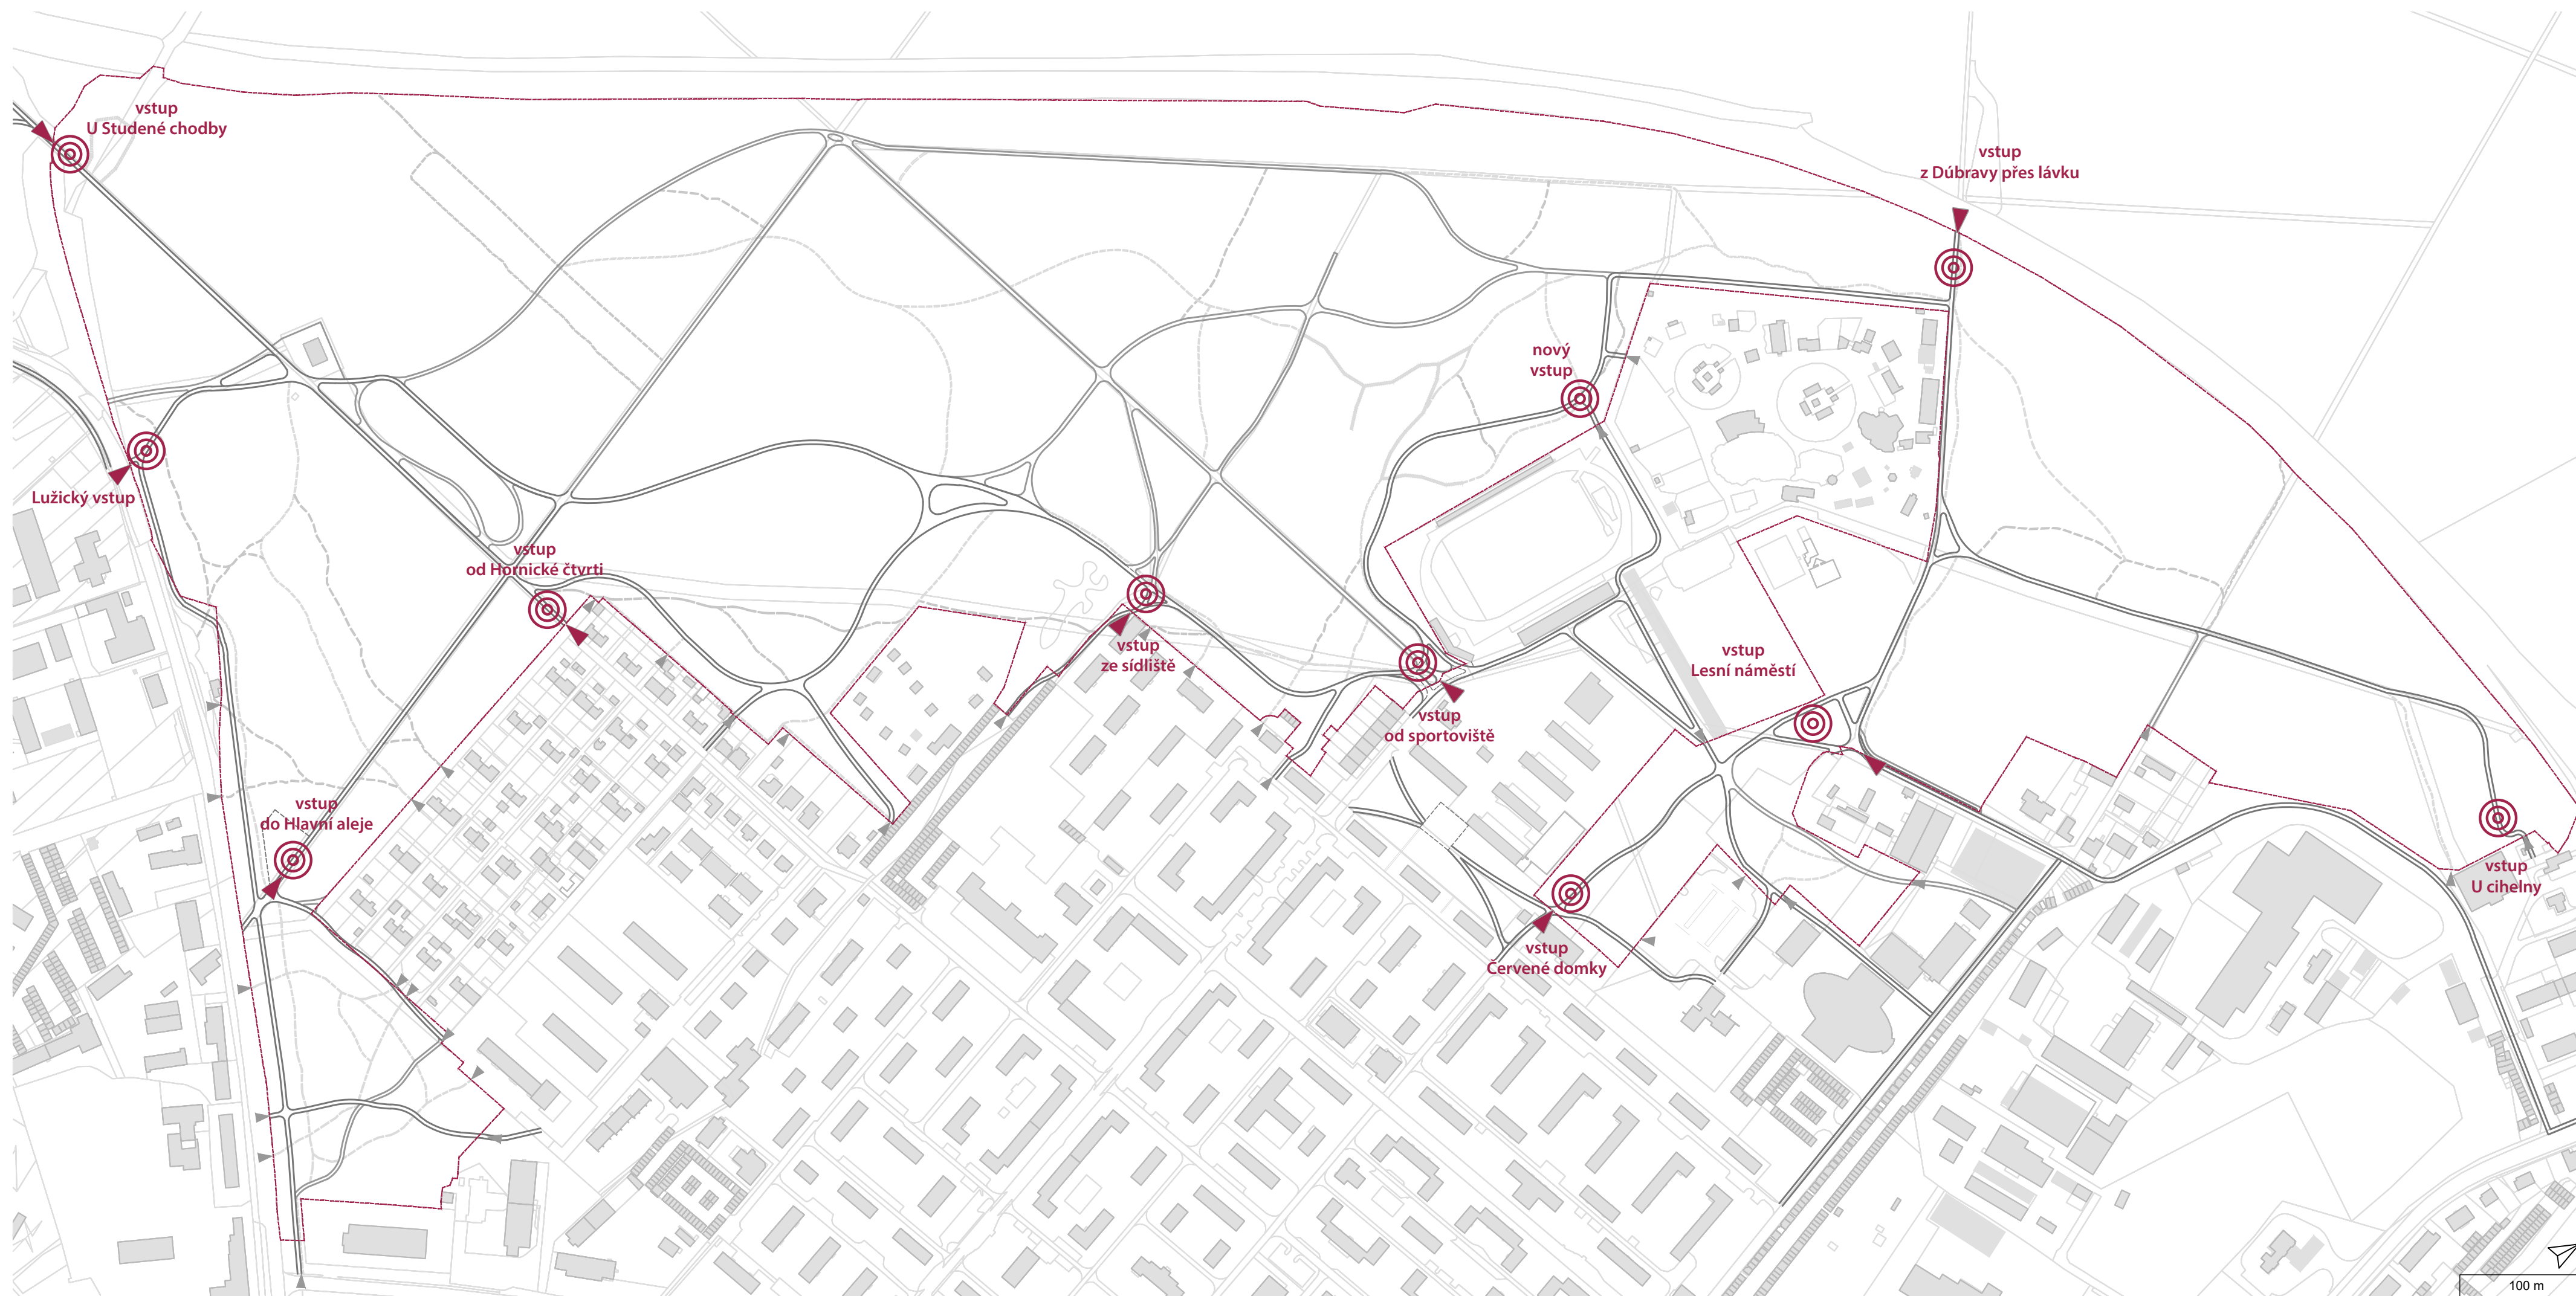 vstup
U Studené chodby
vstup
z Dúbravy přes lávku
nový
vstup
Lužický vstup
vstup
od Hornické čtvrti
vstup
ze sídliště
vstup
Lesní náměstí
vstup
od sportoviště
vstup
do Hlavní aleje
vstup
U cihelny
vstup
Červené domky
100 m